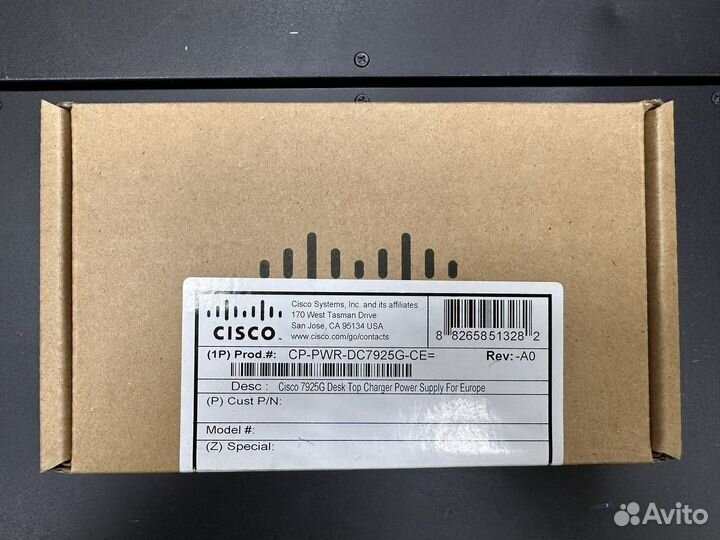 Cisco Systems, Inc. and its affiliates
170 West Tasman Drive
San Jose, CA 95134 USA
www.cisco.com/go/contacts
CISCO
8 82658 51328 2
(1P) Prod.#: CP-PWR-DC7925G-CE= Rev: -A0
Desc : Cisco 7925G Desk Top Charger Power Supply For Europe
(P) Cust P/N:
Model #:
(Z) Special:
Avito